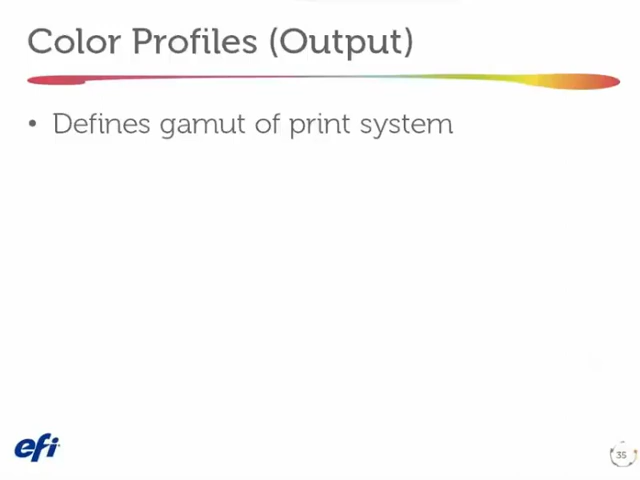 Color Profiles (Output)
• Defines gamut of print system
efi
35